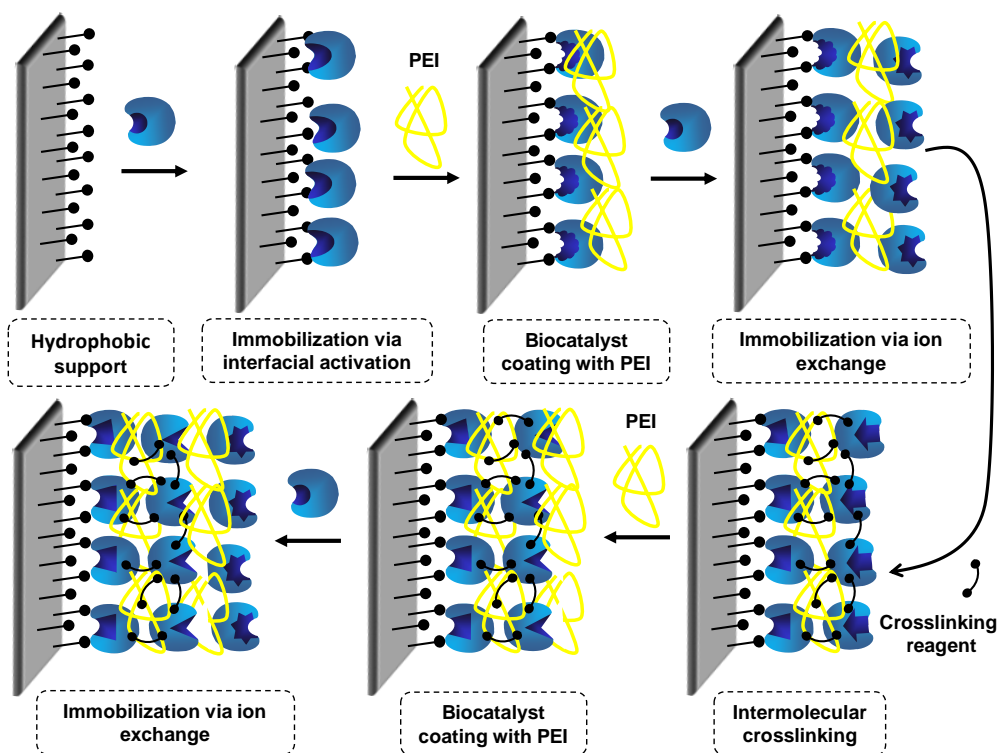 PEI
Hydrophobic
support
Immobilization via
interfacial activation
Biocatalyst
coating with PEI
Immobilization via ion
exchange
PEI
Crosslinking
reagent
Immobilization via ion
exchange
Biocatalyst
coating with PEI
Intermolecular
crosslinking